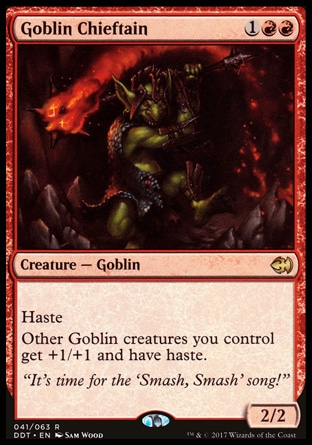 Goblin Chieftain 1
Creature — Goblin
Haste
Other Goblin creatures you control
get +1/+1 and have haste.
“It’s time for the ‘Smash, Smash’ song!”
2/2
041/063 R
DDT • EN Sam Wood
™ & © 2017 Wizards of the Coast